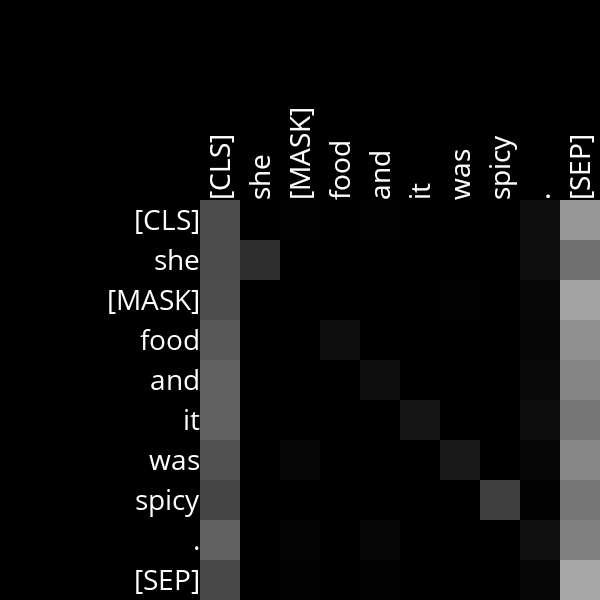 [CLS] she [MASK] food and it was spicy . [SEP]
[CLS]
she
[MASK]
food
and
it
was
spicy
.
[SEP]